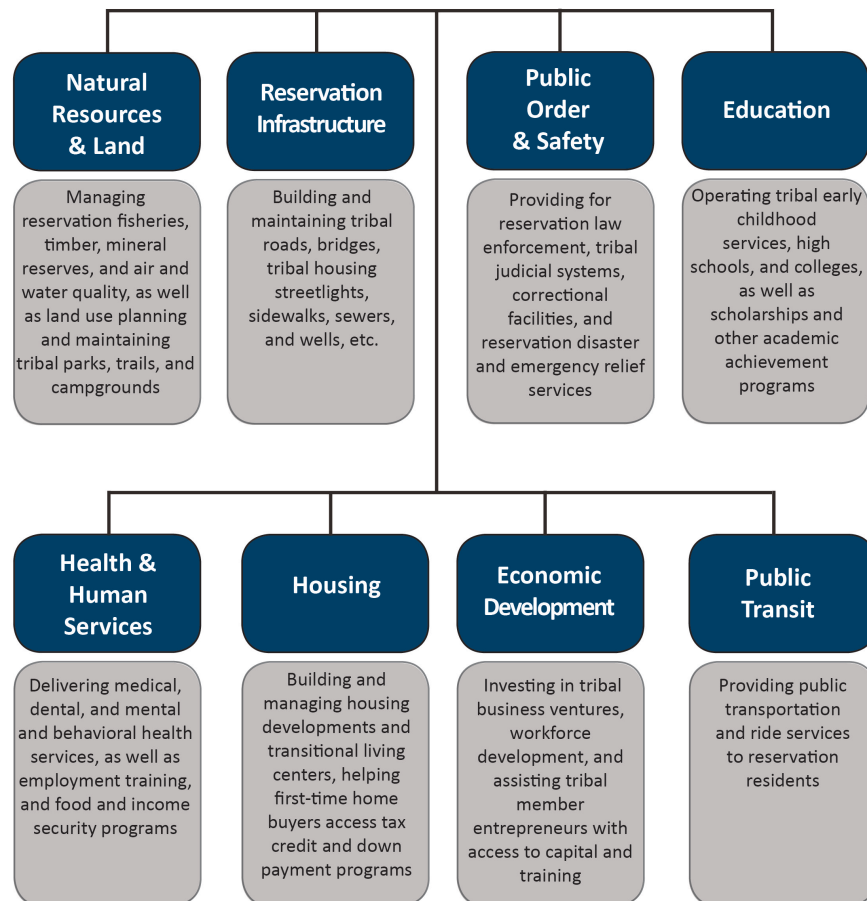 Natural
Resources
& Land
Managing
reservation fisheries,
timber, mineral
reserves, and air and
water quality, as well
as land use planning
and maintaining
tribal parks, trails, and
campgrounds
Reservation
Infrastructure
Building and
maintaining tribal
roads, bridges,
tribal housing
streetlights,
sidewalks, sewers,
and wells, etc.
Public
Order
& Safety
Providing for
reservation law
enforcement, tribal
judicial systems,
correctional
facilities, and
reservation disaster
and emergency relief
services
Education
Operating tribal early
childhood
services, high
schools, and colleges,
as well as
scholarships and
other academic
achievement
programs
Health &
Human
Services
Delivering medical,
dental, and mental
and behavioral health
services, as well as
employment training,
and food and income
security programs
Housing
Building and
managing housing
developments and
transitional living
centers, helping
first-time home
buyers access tax
credit and down
payment programs
Economic
Development
Investing in tribal
business ventures,
workforce
development, and
assisting tribal
member
entrepreneurs with
access to capital and
training
Public
Transit
Providing public
transportation
and ride services
to reservation
residents